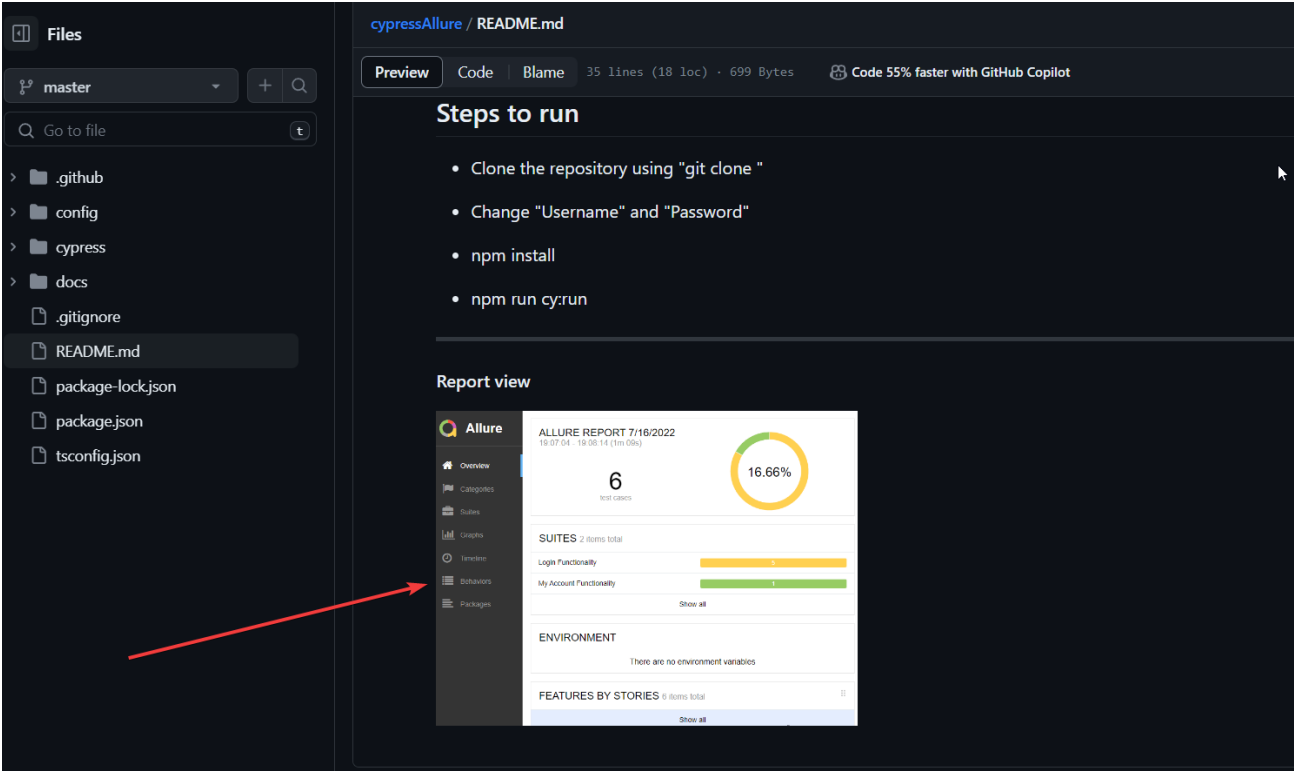 Files
cypressAllure / README.md
master
Preview Code Blame 35 lines (18 loc) · 699 Bytes Code 55% faster with GitHub Copilot
Go to file t
.github
config
cypress
docs
.gitignore
README.md
package-lock.json
package.json
tsconfig.json
Steps to run
• Clone the repository using "git clone "
• Change "Username" and "Password"
• npm install
• npm run cy:run
Report view
Allure
Overview
Categories
Suites
Graphs
Timeline
Behaviors
Packages
ALLURE REPORT 7/16/2022
19:07:04 - 19:08:14 (1m 09s)
6
test cases
16.66%
SUITES 2 items total
Login Functionality 5
My Account Functionality 1
Show all
ENVIRONMENT
There are no environment variables
FEATURES BY STORIES 6 items total
Show all